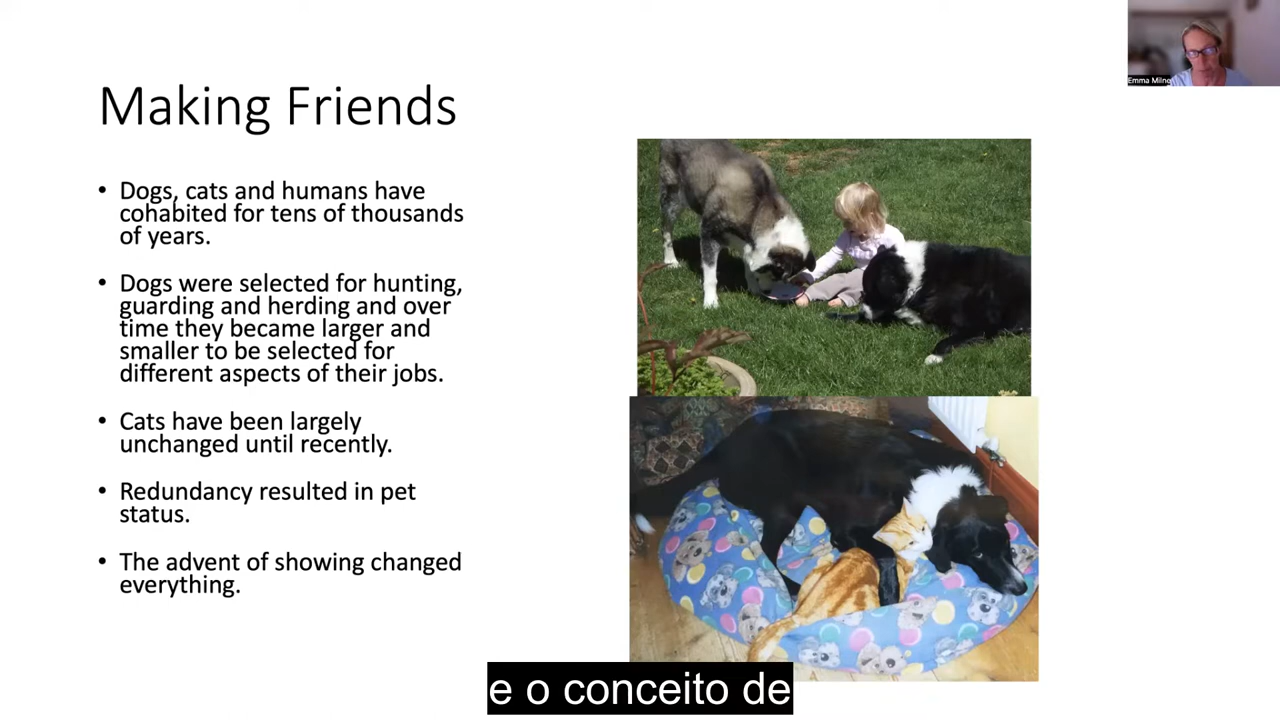 Emma Milne
Making Friends
• Dogs, cats and humans have
cohabited for tens of thousands
of years.
• Dogs were selected for hunting,
guarding and herding and over
time they became larger and
smaller to be selected for
different aspects of their jobs.
• Cats have been largely
unchanged until recently.
• Redundancy resulted in pet
status.
• The advent of showing changed
everything.
e o conceito de